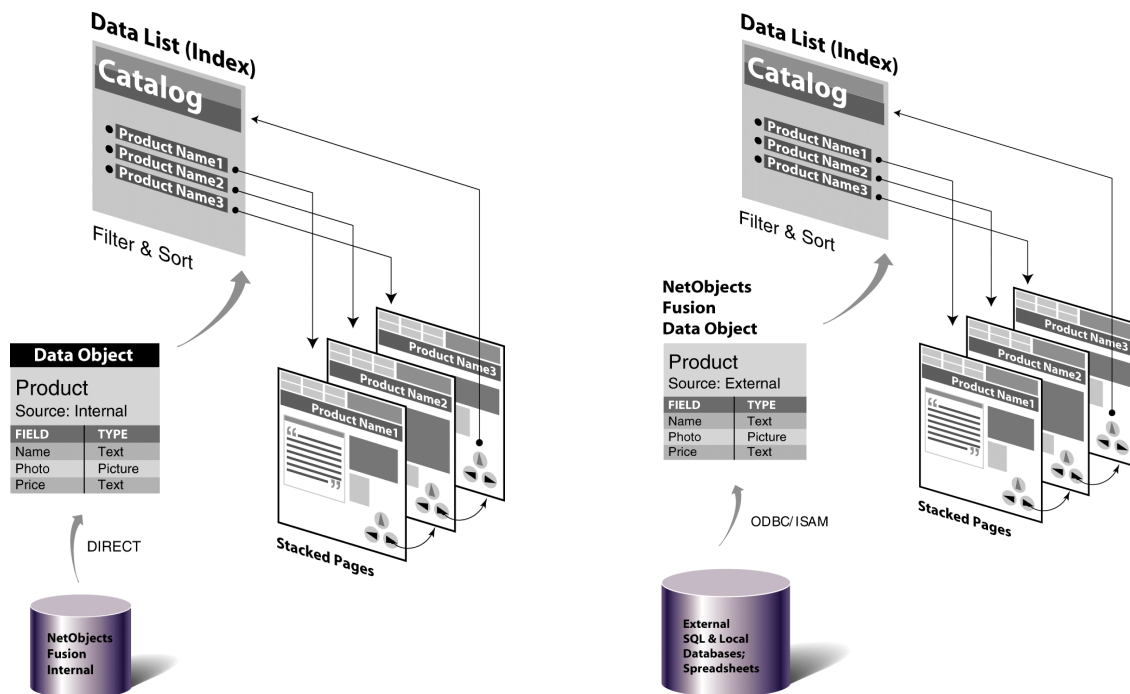 Data List (Index)
Catalog
Product Name1
Product Name2
Product Name3
Filter & Sort
Data Object
Product
Source: Internal
FIELD TYPE
Name Text
Photo Picture
Price Text
DIRECT
NetObjects
Fusion
Internal
Product Name3
Product Name2
Product Name1
“
”
Stacked Pages
Data List (Index)
Catalog
Product Name1
Product Name2
Product Name3
Filter & Sort
NetObjects
Fusion
Data Object
Product
Source: External
FIELD TYPE
Name Text
Photo Picture
Price Text
ODBC/ISAM
External
SQL & Local
Databases;
Spreadsheets
Product Name3
Product Name2
Product Name1
“
”
Stacked Pages